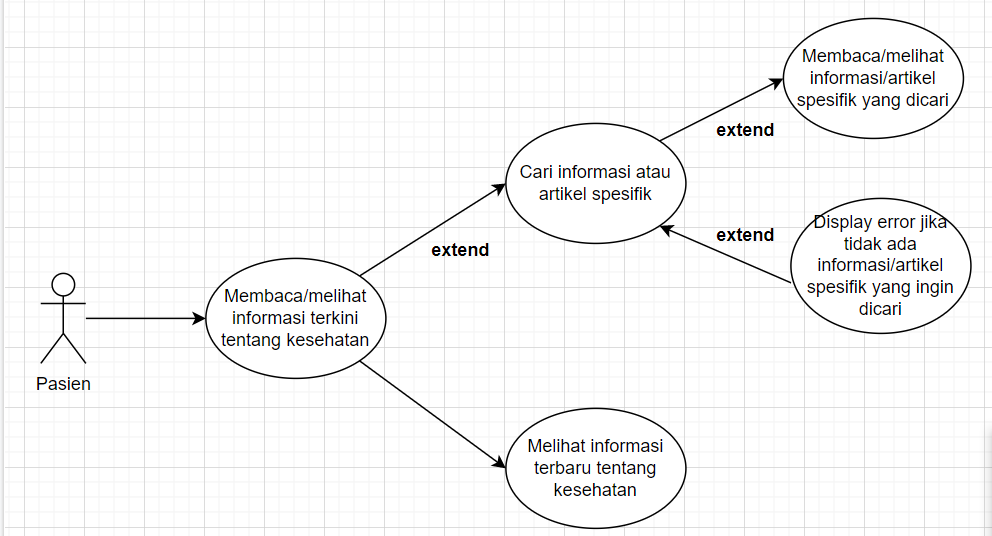 Membaca/melihat
informasi/artikel
spesifik yang dicari
extend
Cari informasi atau
artikel spesifik
extend
Display error jika
tidak ada
informasi/artikel
spesifik yang ingin
dicari
extend
Membaca/melihat
informasi terkini
tentang kesehatan
Pasien
Melihat informasi
terbaru tentang
kesehatan